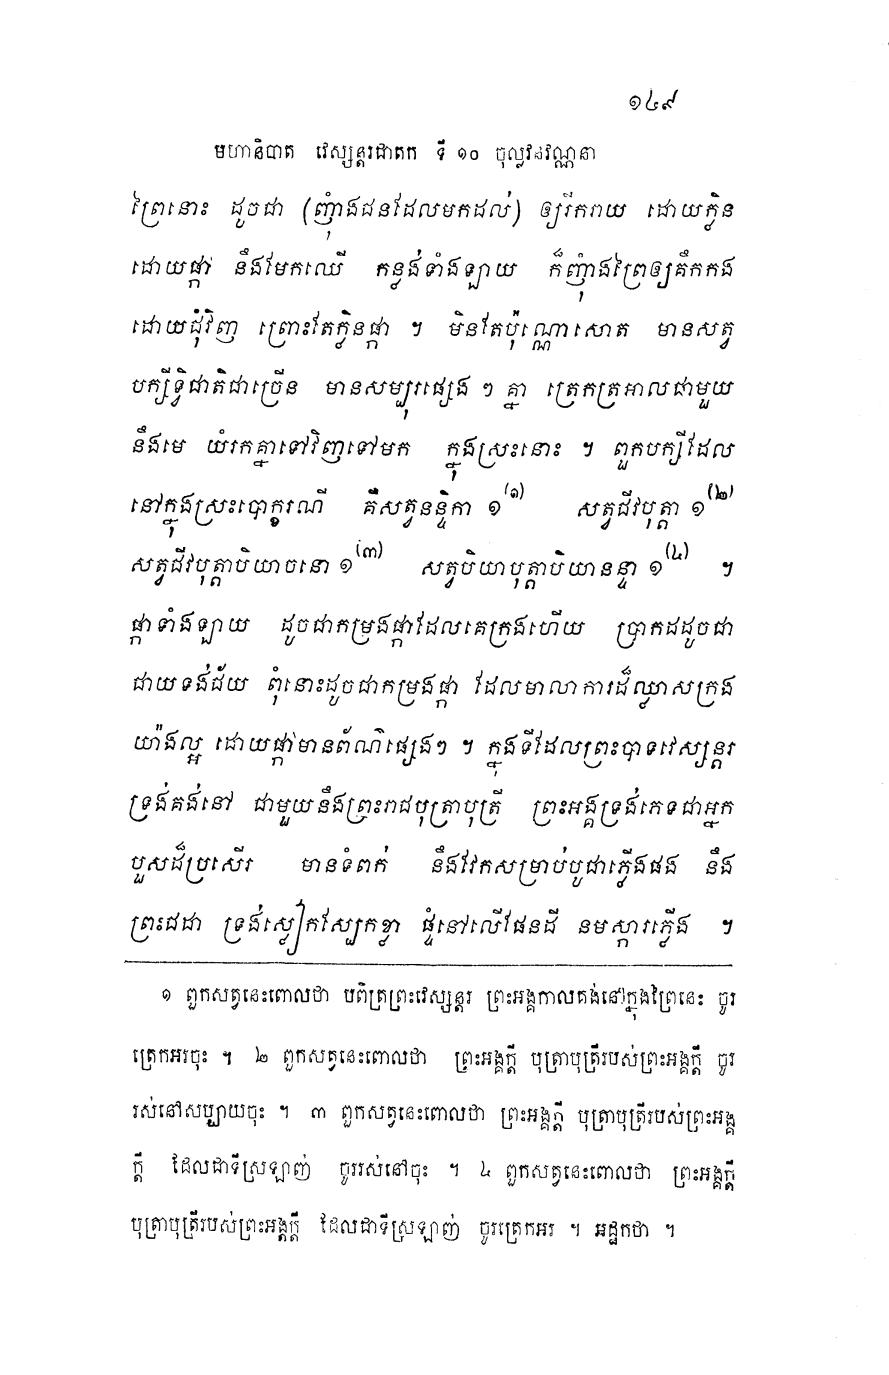 ១៤៩
មហានិបាត វេស្សន្តរជាតក ទី ១០ ចុល្លវនវណ្ណនា
ព្រៃនោះ ដូចជា (ញុំាងជនដែលមកដល់) ឲ្យរីករាយ ដោយក្លិន
ដោយផ្កា នឹងមែកឈើ កន្ទង់ទាំងឡាយ ក៏ញុំាងព្រៃឲ្យគឹកកង
ដោយជុំវិញ ព្រោះតែក្លិនផ្កា ។ មិនតែប៉ុណ្ណោះសោត មានសត្វ
បក្សីទ្វិជាតិជាច្រើន មានសម្បុរផ្សេង ៗ គ្នា ត្រេកត្រអាលជាមួយ
នឹងមេ យំរកគ្នាទៅវិញទៅមក ក្នុងស្រះនោះ ។ ពួកបក្សីដែល
នៅក្នុងស្រះបោក្ខរណី គឺសត្វនន្ទិកា ១(១) សត្វជីវបុត្តា ១(២)
សត្វជីវបុត្តាបិយាចនោ ១(៣) សត្វបិយាបុត្តាបិយានន្ទា ១(៤) ។
ផ្កាទាំងឡាយ ដូចជាកម្រងផ្កាដែលគេក្រងហើយ ប្រាកដដូចជា
ជាយទង់ជ័យ ពុំនោះដូចជាកម្រងផ្កា ដែលមាលាការដ៏ឈ្លាសក្រង
យ៉ាងល្អ ដោយផ្កាមានព័ណ៌ផ្សេងៗ ។ ក្នុងទីដែលព្រះបាទវេស្សន្តរ
ទ្រង់គង់នៅ ជាមួយនឹងព្រះរាជបុត្រាបុត្រី ព្រះអង្គទ្រង់ភេទជាអ្នក
បួសដ៏ប្រសើរ មានទំពក់ នឹងវែកសម្រាប់បូជាភ្លើងផង នឹង
ព្រះជដា ទ្រង់ស្លៀកស្បែកខ្លា ផ្ទំនៅលើផែនដី នមស្ការភ្លើង ។
១ ពួកសត្វនេះពោលថា បពិត្រព្រះវេស្សន្តរ ព្រះអង្គកាលគង់នៅក្នុងព្រៃនេះ ចូរ
ត្រេកអរចុះ ។ ២ ពួកសត្វនេះពោលថា ព្រះអង្គក្តី បុត្រាបុត្រីរបស់ព្រះអង្គក្តី ចូរ
រស់នៅសប្បាយចុះ ។ ៣ ពួកសត្វនេះពោលថា ព្រះអង្គក្តី បុត្រាបុត្រីរបស់ព្រះអង្គ
ក្តី ដែលជាទីស្រឡាញ់ ចូររស់នៅចុះ ។ ៤ ពួកសត្វនេះពោលថា ព្រះអង្គក្តី
បុត្រាបុត្រីរបស់ព្រះអង្គក្តី ដែលជាទីស្រឡាញ់ ចូរត្រេកអរ ។ អដ្ឋកថា ។